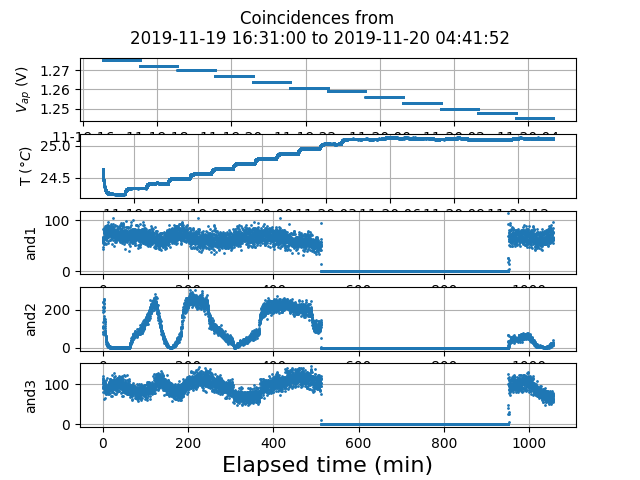 Coincidences from
2019-11-19 16:31:00 to 2019-11-20 04:41:52
1.27
1.26
1.25
V_ap (V)
25.0
24.5
T (°C)
100
0
and1
200
0
and2
100
0
and3
0 200 400 600 800 1000
Elapsed time (min)